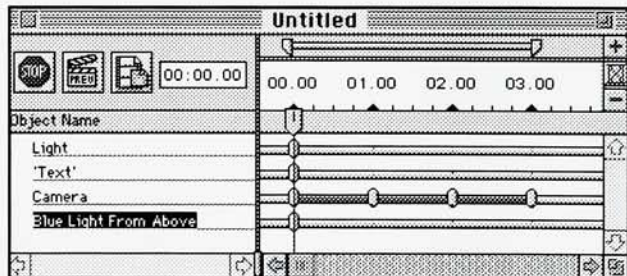 Untitled
STOP PREV 00:00.00
00.00 01.00 02.00 03.00
Object Name
Light
'Text'
Camera
Blue Light From Above